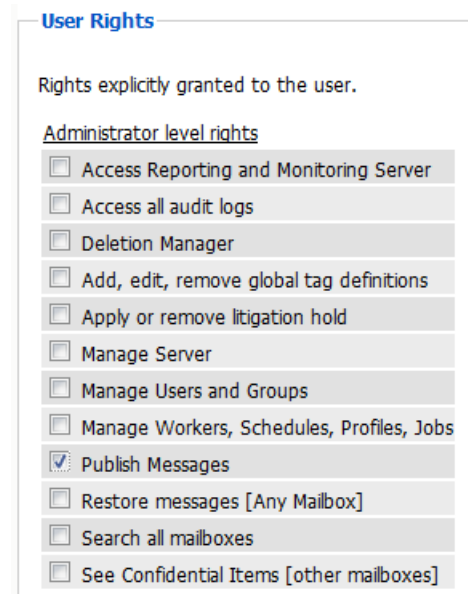 User Rights
Rights explicitly granted to the user.
Administrator level rights
Access Reporting and Monitoring Server
Access all audit logs
Deletion Manager
Add, edit, remove global tag definitions
Apply or remove litigation hold
Manage Server
Manage Users and Groups
Manage Workers, Schedules, Profiles, Jobs
Publish Messages
Restore messages [Any Mailbox]
Search all mailboxes
See Confidential Items [other mailboxes]